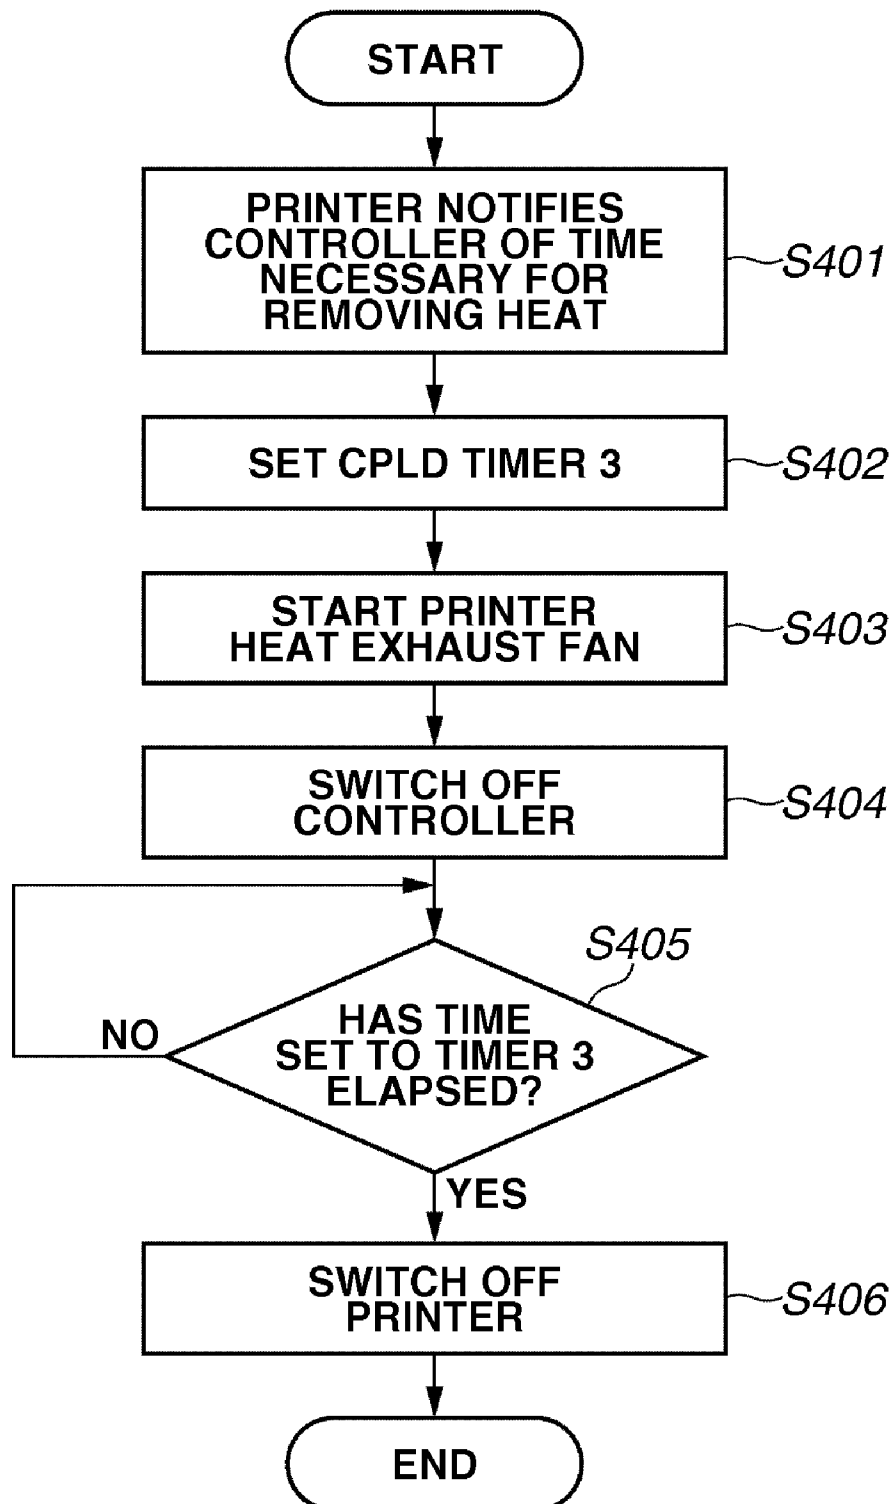 START
PRINTER NOTIFIES
CONTROLLER OF TIME
NECESSARY FOR
REMOVING HEAT
S401
SET CPLD TIMER 3
S402
START PRINTER
HEAT EXHAUST FAN
S403
SWITCH OFF
CONTROLLER
S404
S405
HAS TIME
SET TO TIMER 3
ELAPSED?
NO
YES
SWITCH OFF
PRINTER
S406
END